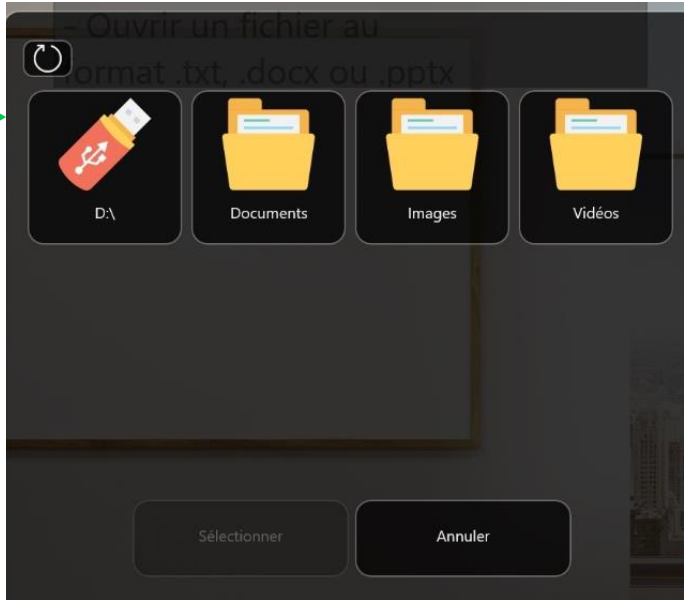 - Ouvrir un fichier au
format .txt, .docx ou .pptx
D:\
Documents
Images
Vidéos
Sélectionner
Annuler